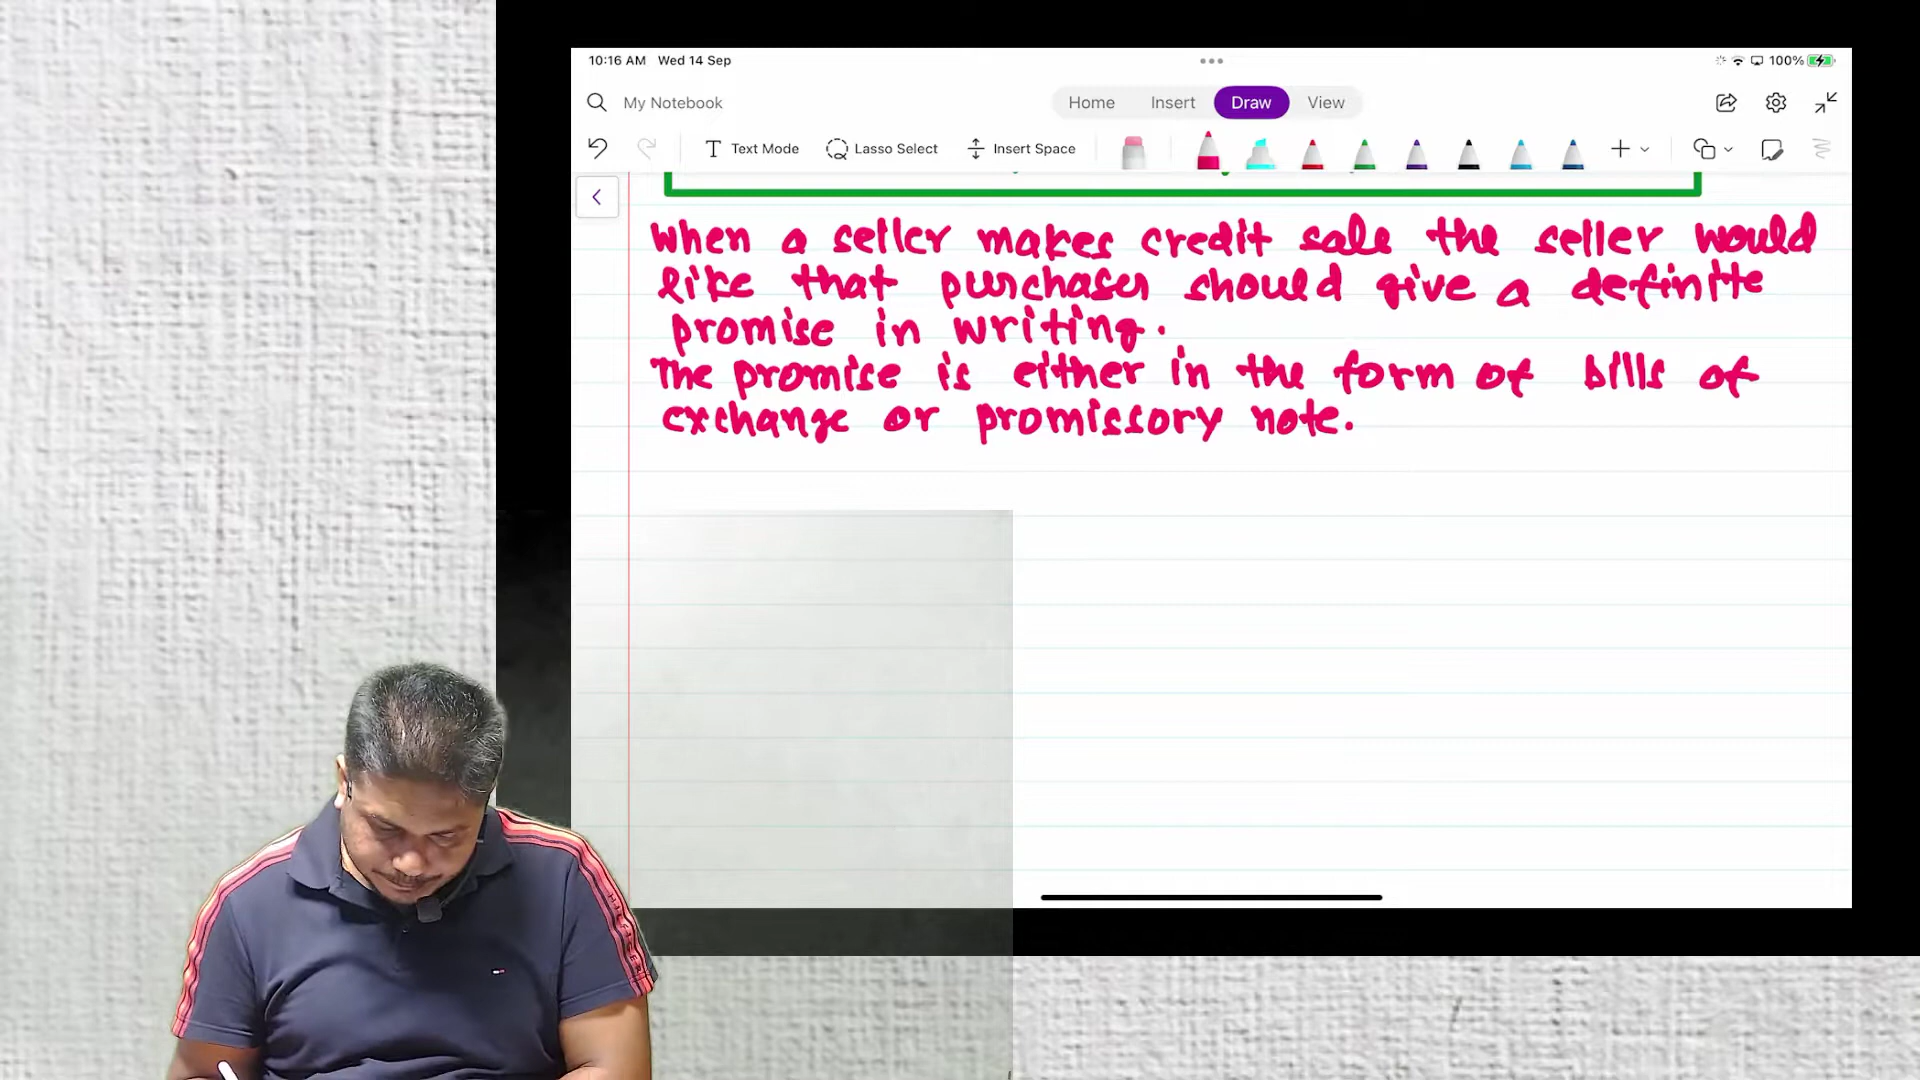 10:16 AM Wed 14 Sep
100%
My Notebook
Home Insert Draw View
Text Mode Lasso Select Insert Space
When a seller makes credit sale the seller would
like that purchaser should give a definite
promise in writing.
The promise is either in the form of bills of
exchange or promissory note.